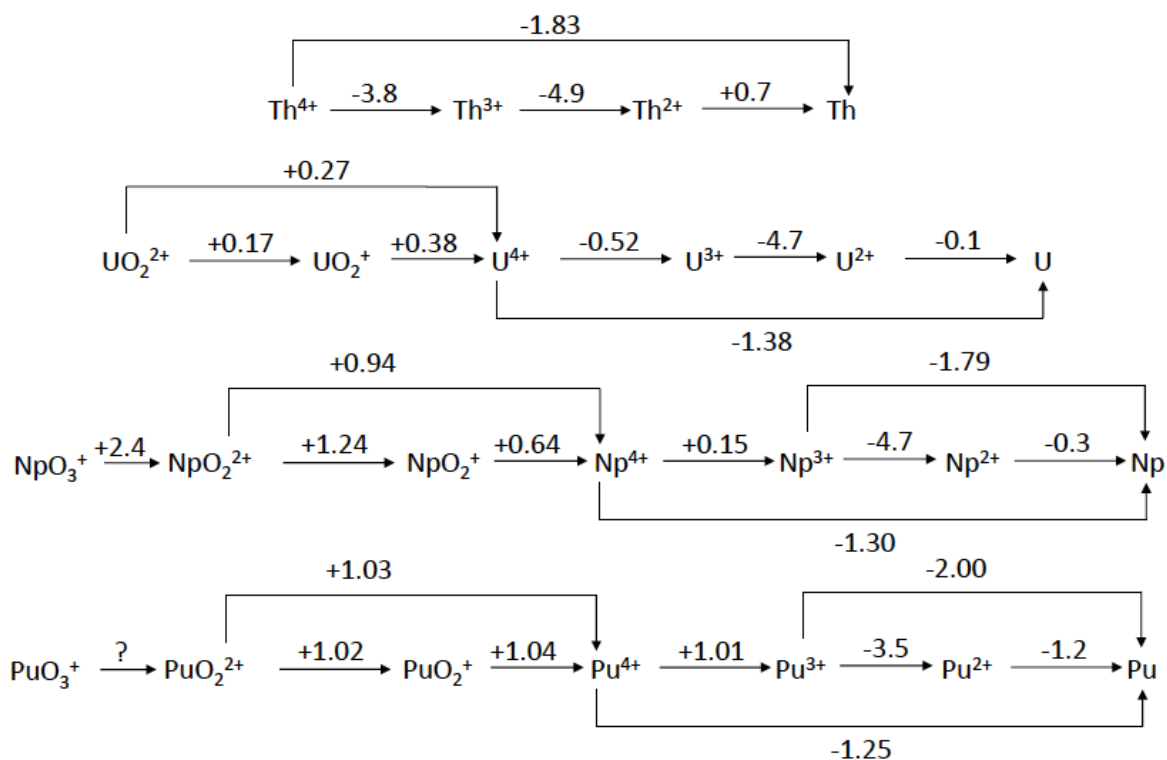 -1.83
Th⁴⁺ -3.8 Th³⁺ -4.9 Th²⁺ +0.7 Th
+0.27
UO₂²⁺ +0.17 UO₂⁺ +0.38 U⁴⁺ -0.52 U³⁺ -4.7 U²⁺ -0.1 U
-1.38
+0.94 -1.79
NpO₃⁺ +2.4 NpO₂²⁺ +1.24 NpO₂⁺ +0.64 Np⁴⁺ +0.15 Np³⁺ -4.7 Np²⁺ -0.3 Np
-1.30
+1.03 -2.00
PuO₃⁺ ? PuO₂²⁺ +1.02 PuO₂⁺ +1.04 Pu⁴⁺ +1.01 Pu³⁺ -3.5 Pu²⁺ -1.2 Pu
-1.25